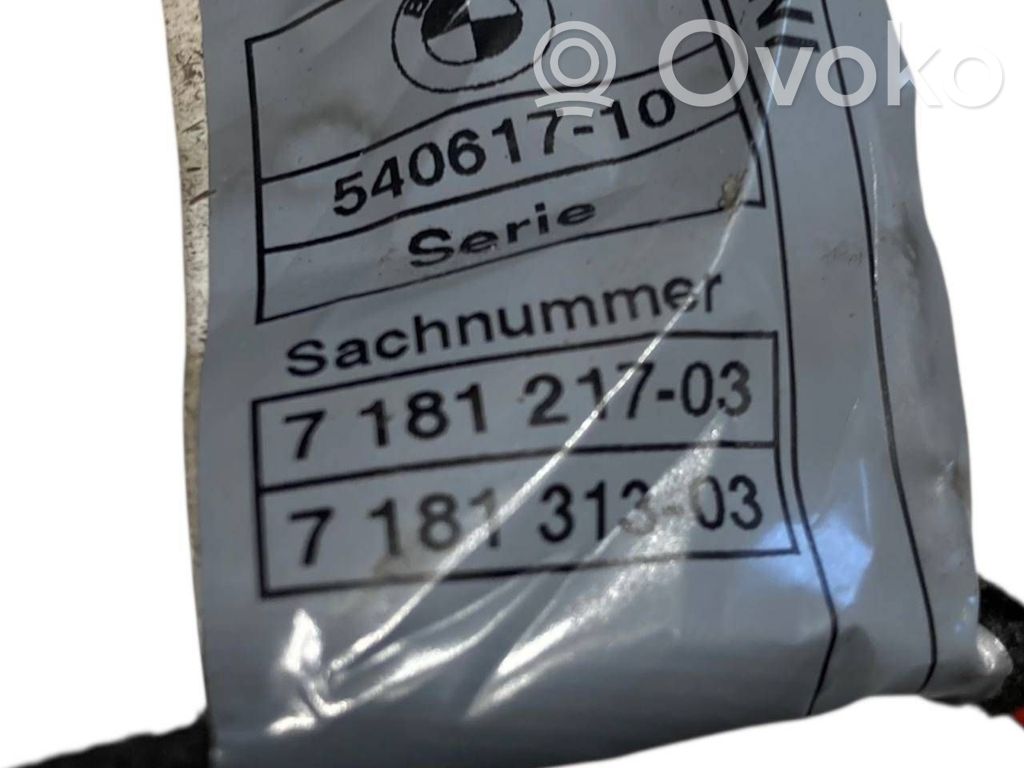 Ovoko
540617-10
Serie
Sachnummer
7 181 217-03
7 181 313-03